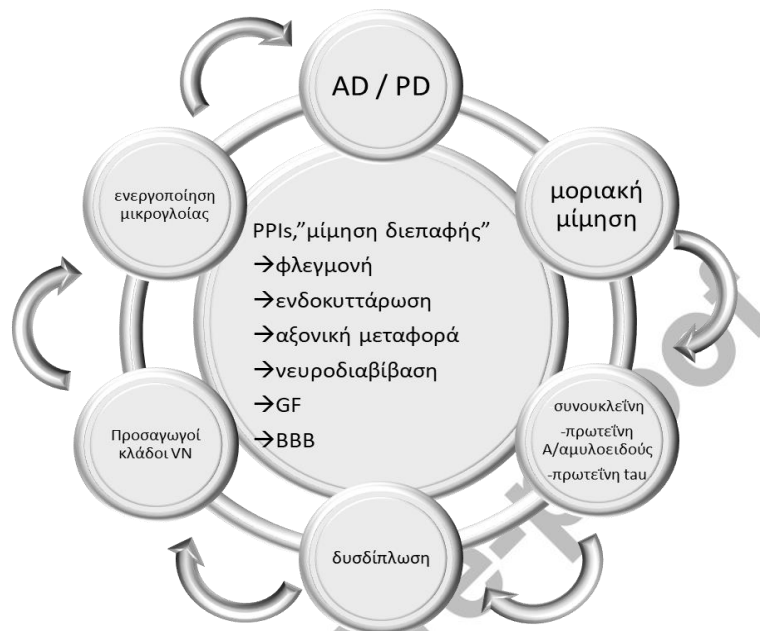 AD / PD
μοριακή
μίμηση
συνουκλεΐνη
-πρωτεΐνη
Α/αμυλοειδούς
-πρωτεΐνη tau
δυσδίπλωση
Προσαγωγοί
κλάδοι VN
ενεργοποίηση
μικρογλοίας
PPIs,”μίμηση διεπαφής”
→φλεγμονή
→ενδοκυττάρωση
→αξονική μεταφορά
→νευροδιαβίβαση
→GF
→BBB